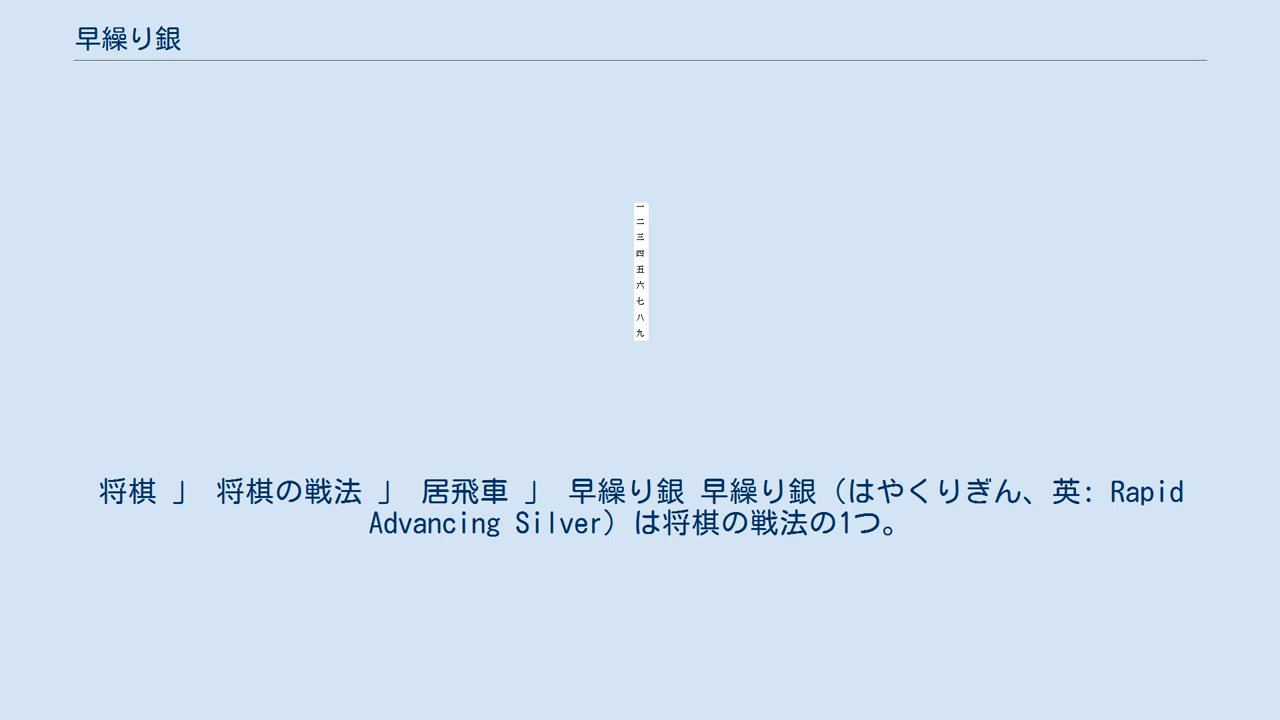 早繰り銀
一
二
三
四
五
六
七
八
九
将棋 」 将棋の戦法 」 居飛車 」 早繰り銀 早繰り銀（はやくりぎん、英: Rapid
Advancing Silver）は将棋の戦法の1つ。